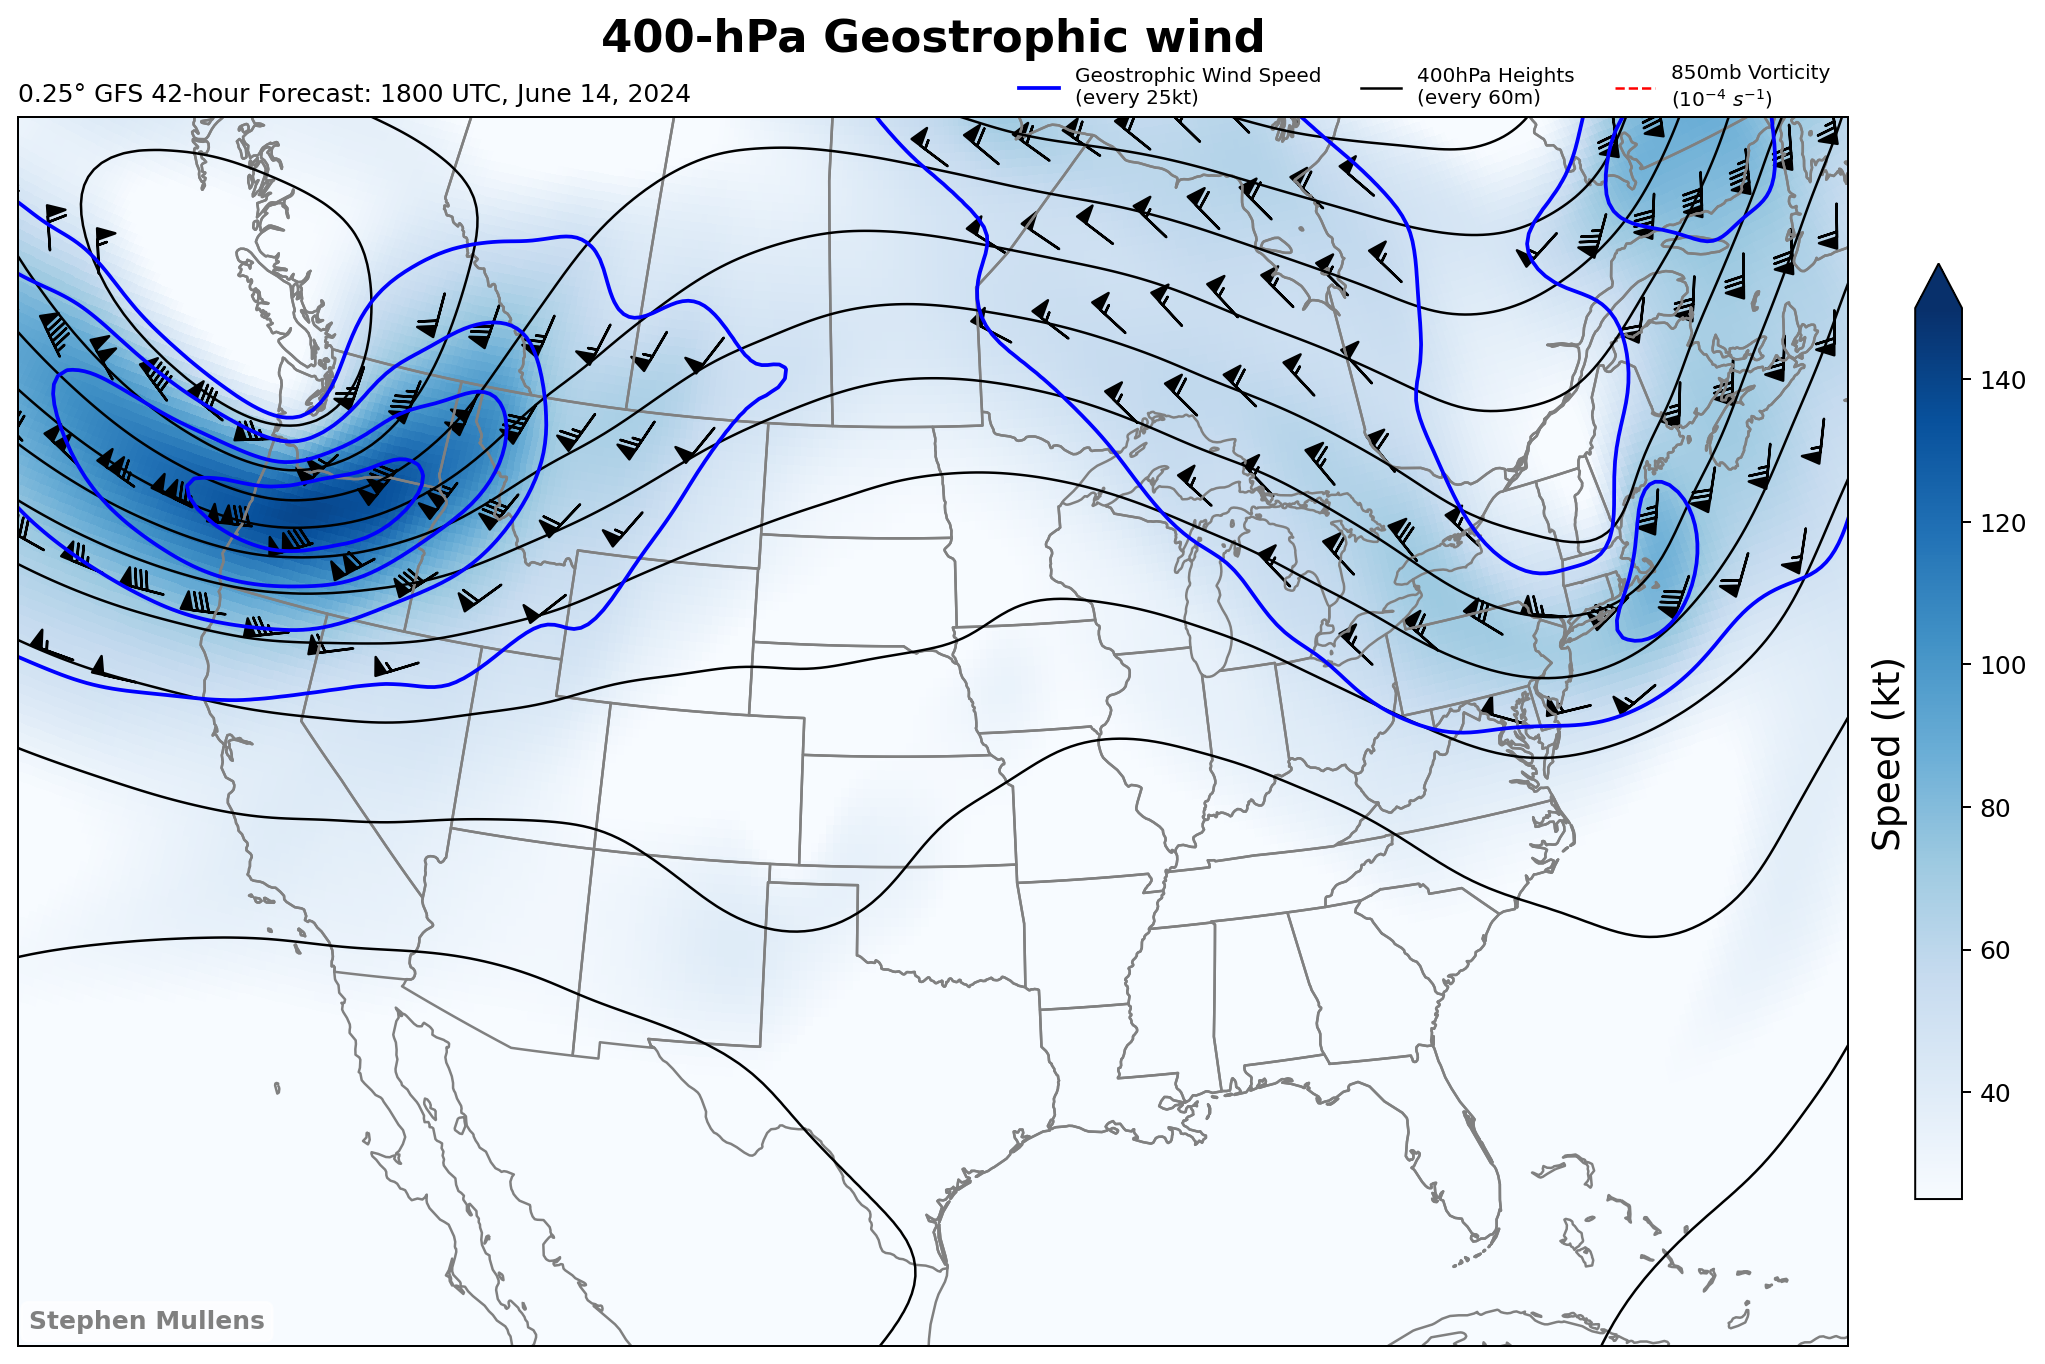 400-hPa Geostrophic wind
0.25° GFS 42-hour Forecast: 1800 UTC, June 14, 2024
Geostrophic Wind Speed
(every 25kt)
400hPa Heights
(every 60m)
850mb Vorticity
(10⁻⁴ s⁻¹)
140
120
100
80
60
40
Speed (kt)
Stephen Mullens